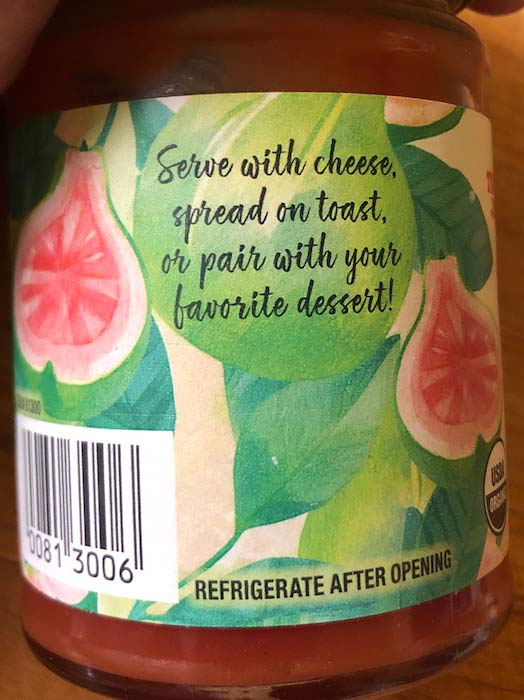 Serve with cheese,
spread on toast,
or pair with your
favorite dessert!
81300
0081 3006
USDA
ORGANIC
REFRIGERATE AFTER OPENING